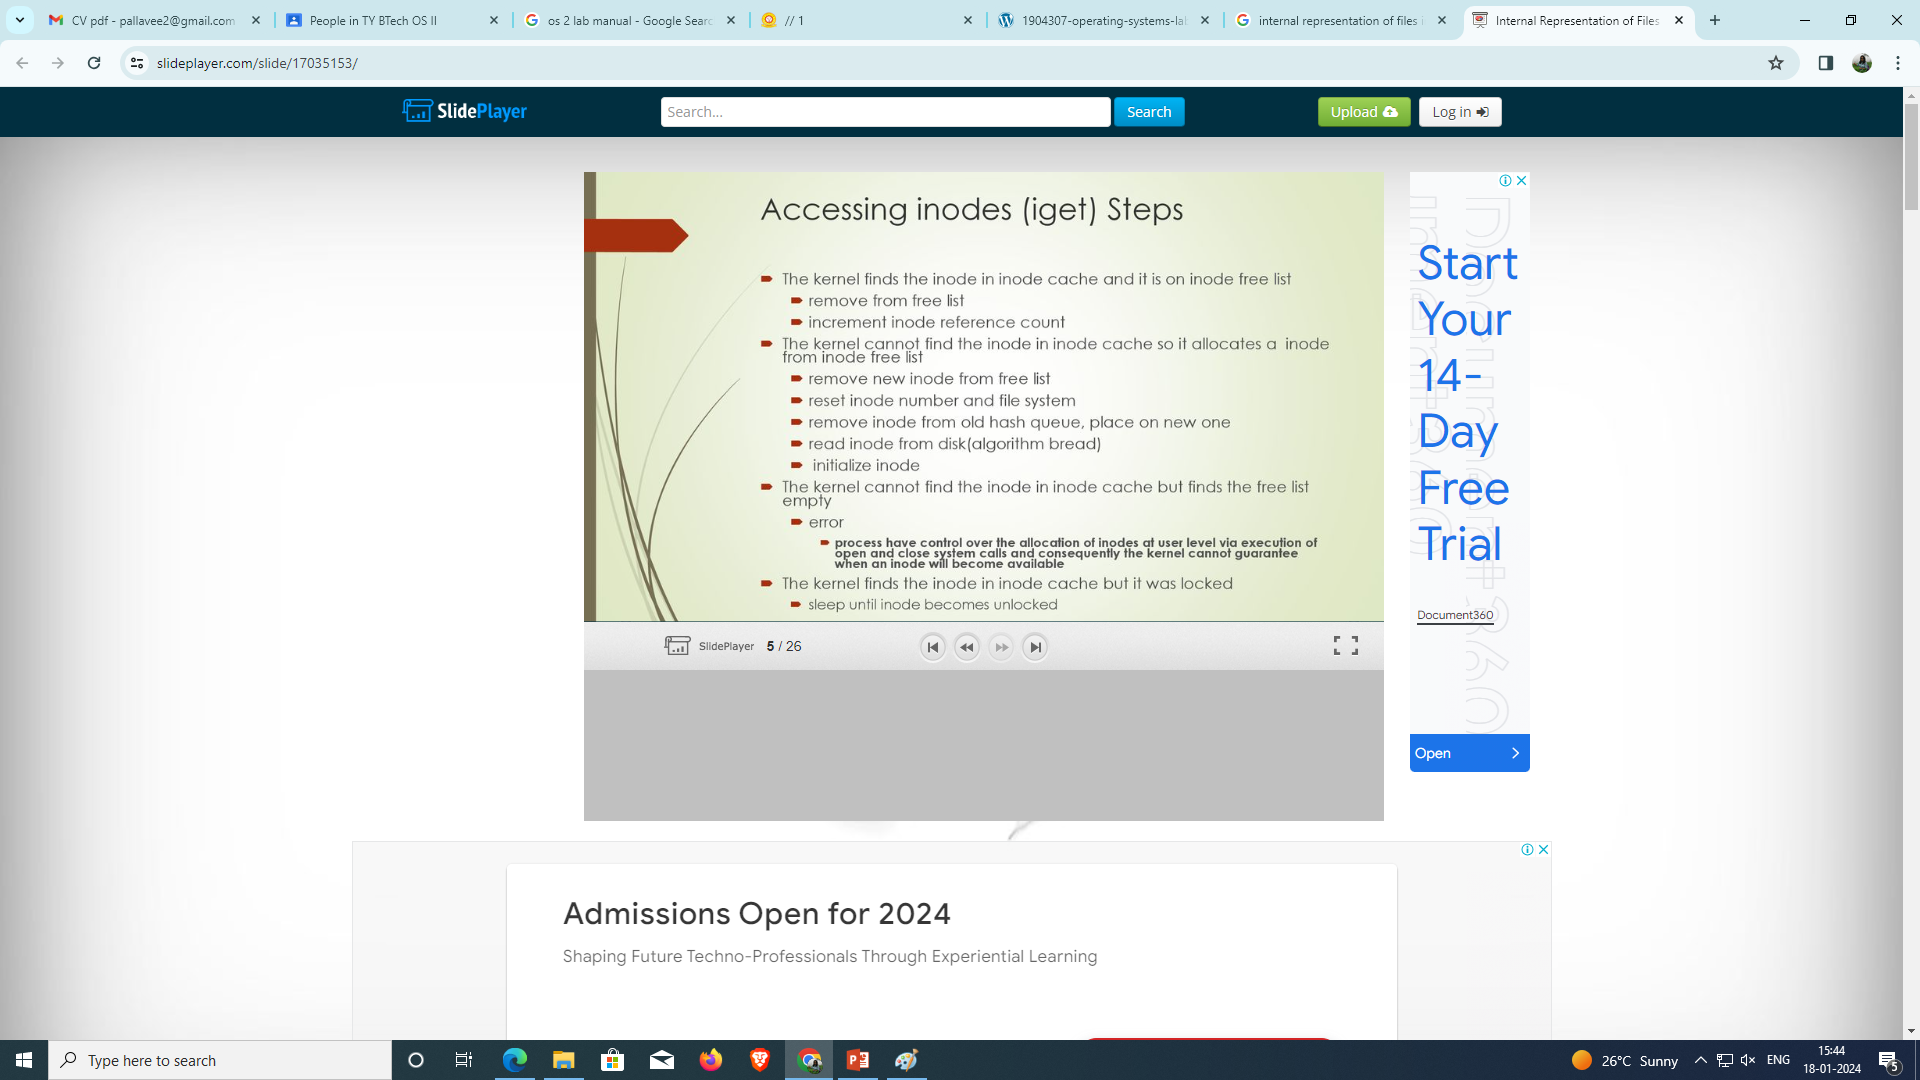 CV pdf - pallavee2@gmail.com
People in TY BTech OS II
os 2 lab manual - Google Searc
// 1
1904307-operating-systems-la
internal representation of files i
Internal Representation of Files
slideplayer.com/slide/17035153/
SlidePlayer
Search...
Search
Upload
Log in
Accessing inodes (iget) Steps
The kernel finds the inode in inode cache and it is on inode free list
remove from free list
increment inode reference count
The kernel cannot find the inode in inode cache so it allocates a inode
from inode free list
remove new inode from free list
reset inode number and file system
remove inode from old hash queue, place on new one
read inode from disk(algorithm bread)
initialize inode
The kernel cannot find the inode in inode cache but finds the free list
empty
error
process have control over the allocation of inodes at user level via execution of
open and close system calls and consequently the kernel cannot guarantee
when an inode will become available
The kernel finds the inode in inode cache but it was locked
sleep until inode becomes unlocked
SlidePlayer 5 / 26
Start
Your
14-
Day
Free
Trial
Document360
Open
Admissions Open for 2024
Shaping Future Techno-Professionals Through Experiential Learning
Type here to search
26°C Sunny
ENG
15:44
18-01-2024
5